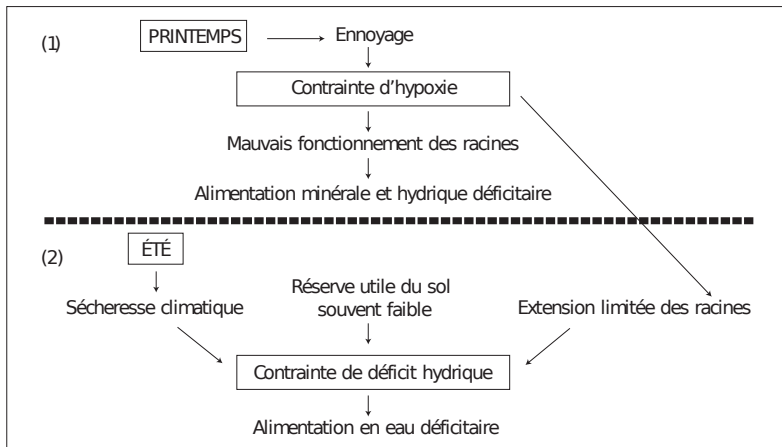 (1)
PRINTEMPS
Ennoyage
Contrainte d'hypoxie
Mauvais fonctionnement des racines
Alimentation minérale et hydrique déficitaire
(2)
ÉTÉ
Sécheresse climatique
Réserve utile du sol
souvent faible
Extension limitée des racines
Contrainte de déficit hydrique
Alimentation en eau déficitaire